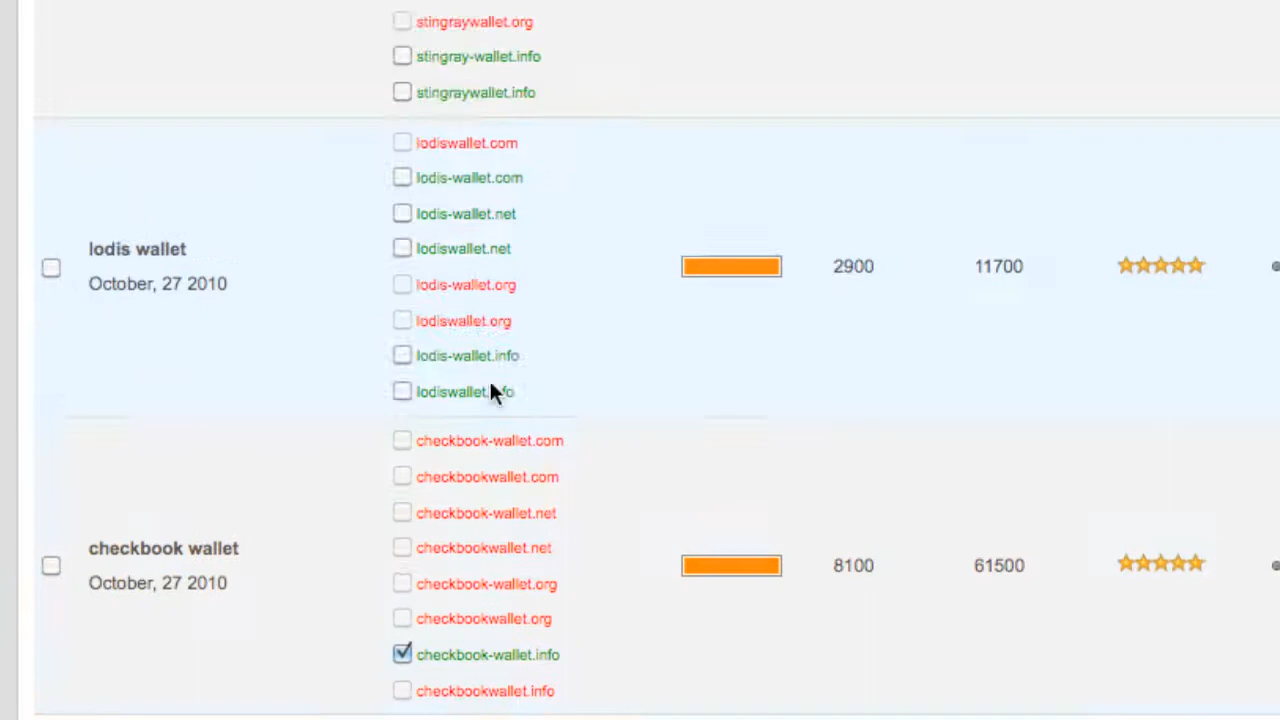 stingraywallet.org
stingray-wallet.info
stingraywallet.info
lodis wallet
October, 27 2010
lodiswallet.com
lodis-wallet.com
lodis-wallet.net
lodiswallet.net
lodis-wallet.org
lodiswallet.org
lodis-wallet.info
lodiswallet.info
2900
11700
checkbook wallet
October, 27 2010
checkbook-wallet.com
checkbookwallet.com
checkbook-wallet.net
checkbookwallet.net
checkbook-wallet.org
checkbookwallet.org
checkbook-wallet.info
checkbookwallet.info
8100
61500